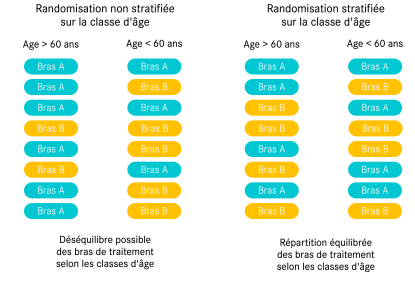 Randomisation non stratifiée
sur la classe d'âge
Age > 60 ans Age < 60 ans
Bras A Bras A
Bras A Bras B
Bras A Bras A
Bras B Bras B
Bras A Bras B
Bras B Bras A
Bras A Bras B
Bras A Bras B
Déséquilibre possible
des bras de traitement
selon les classes d'âge
Randomisation stratifiée
sur la classe d'âge
Age > 60 ans Age < 60 ans
Bras A Bras A
Bras A Bras B
Bras B Bras B
Bras B Bras B
Bras A Bras A
Bras B Bras B
Bras A Bras A
Bras B Bras A
Répartition équilibrée
des bras de traitement
selon les classes d'âge